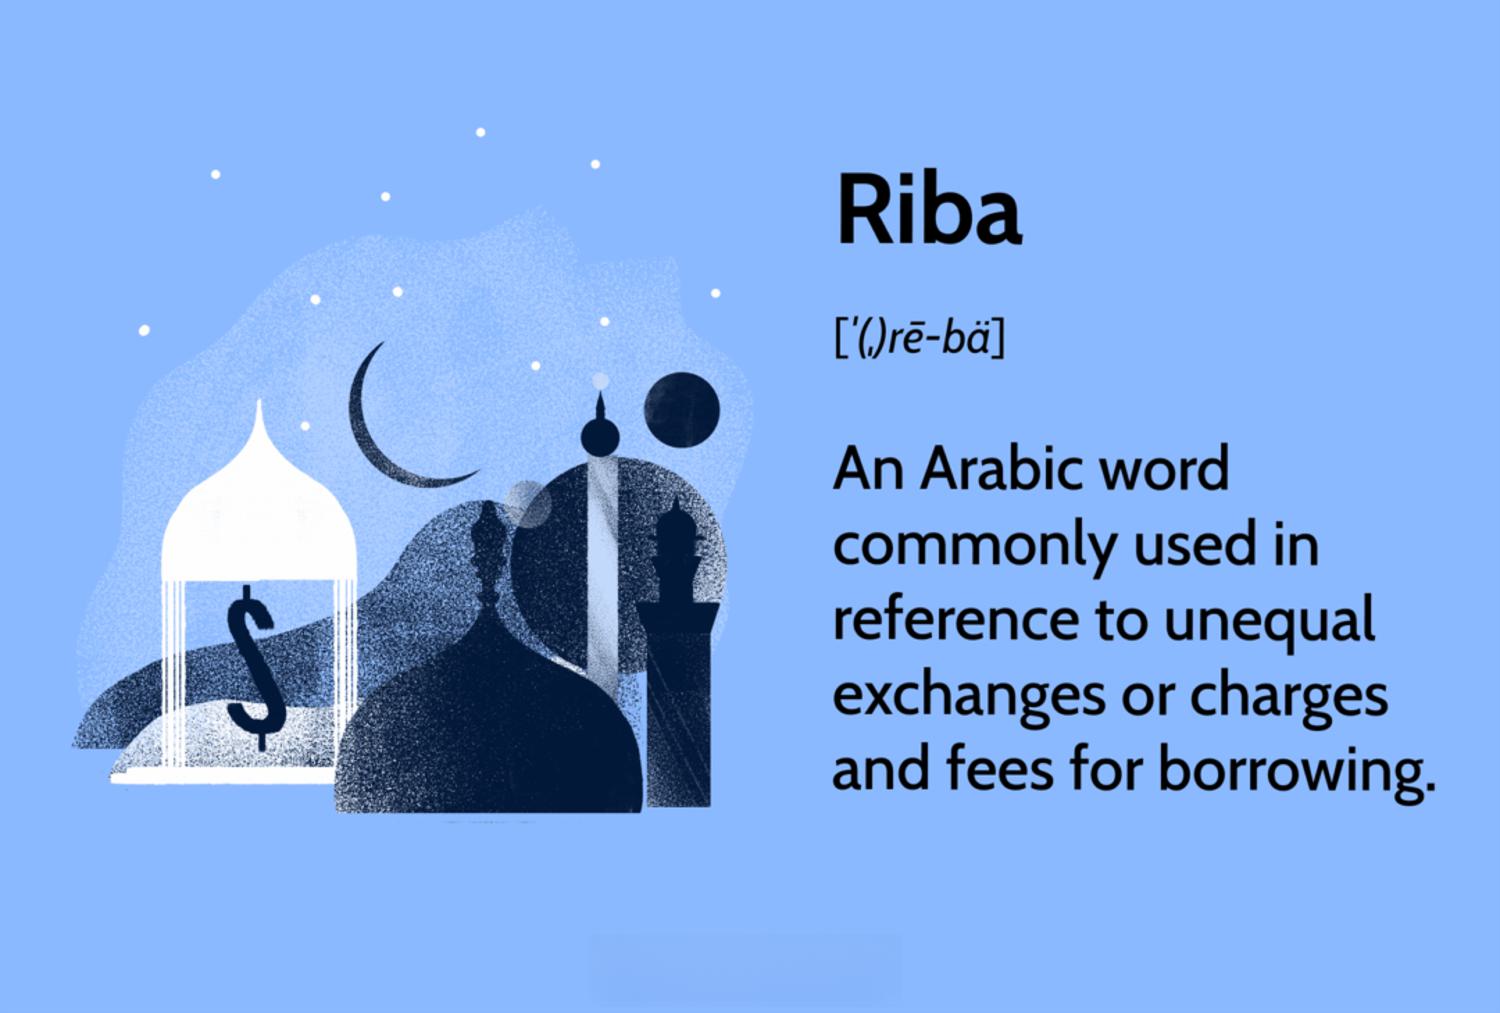 Riba
[ˈ(ˌ)rē-bä]
An Arabic word
commonly used in
reference to unequal
exchanges or charges
and fees for borrowing.